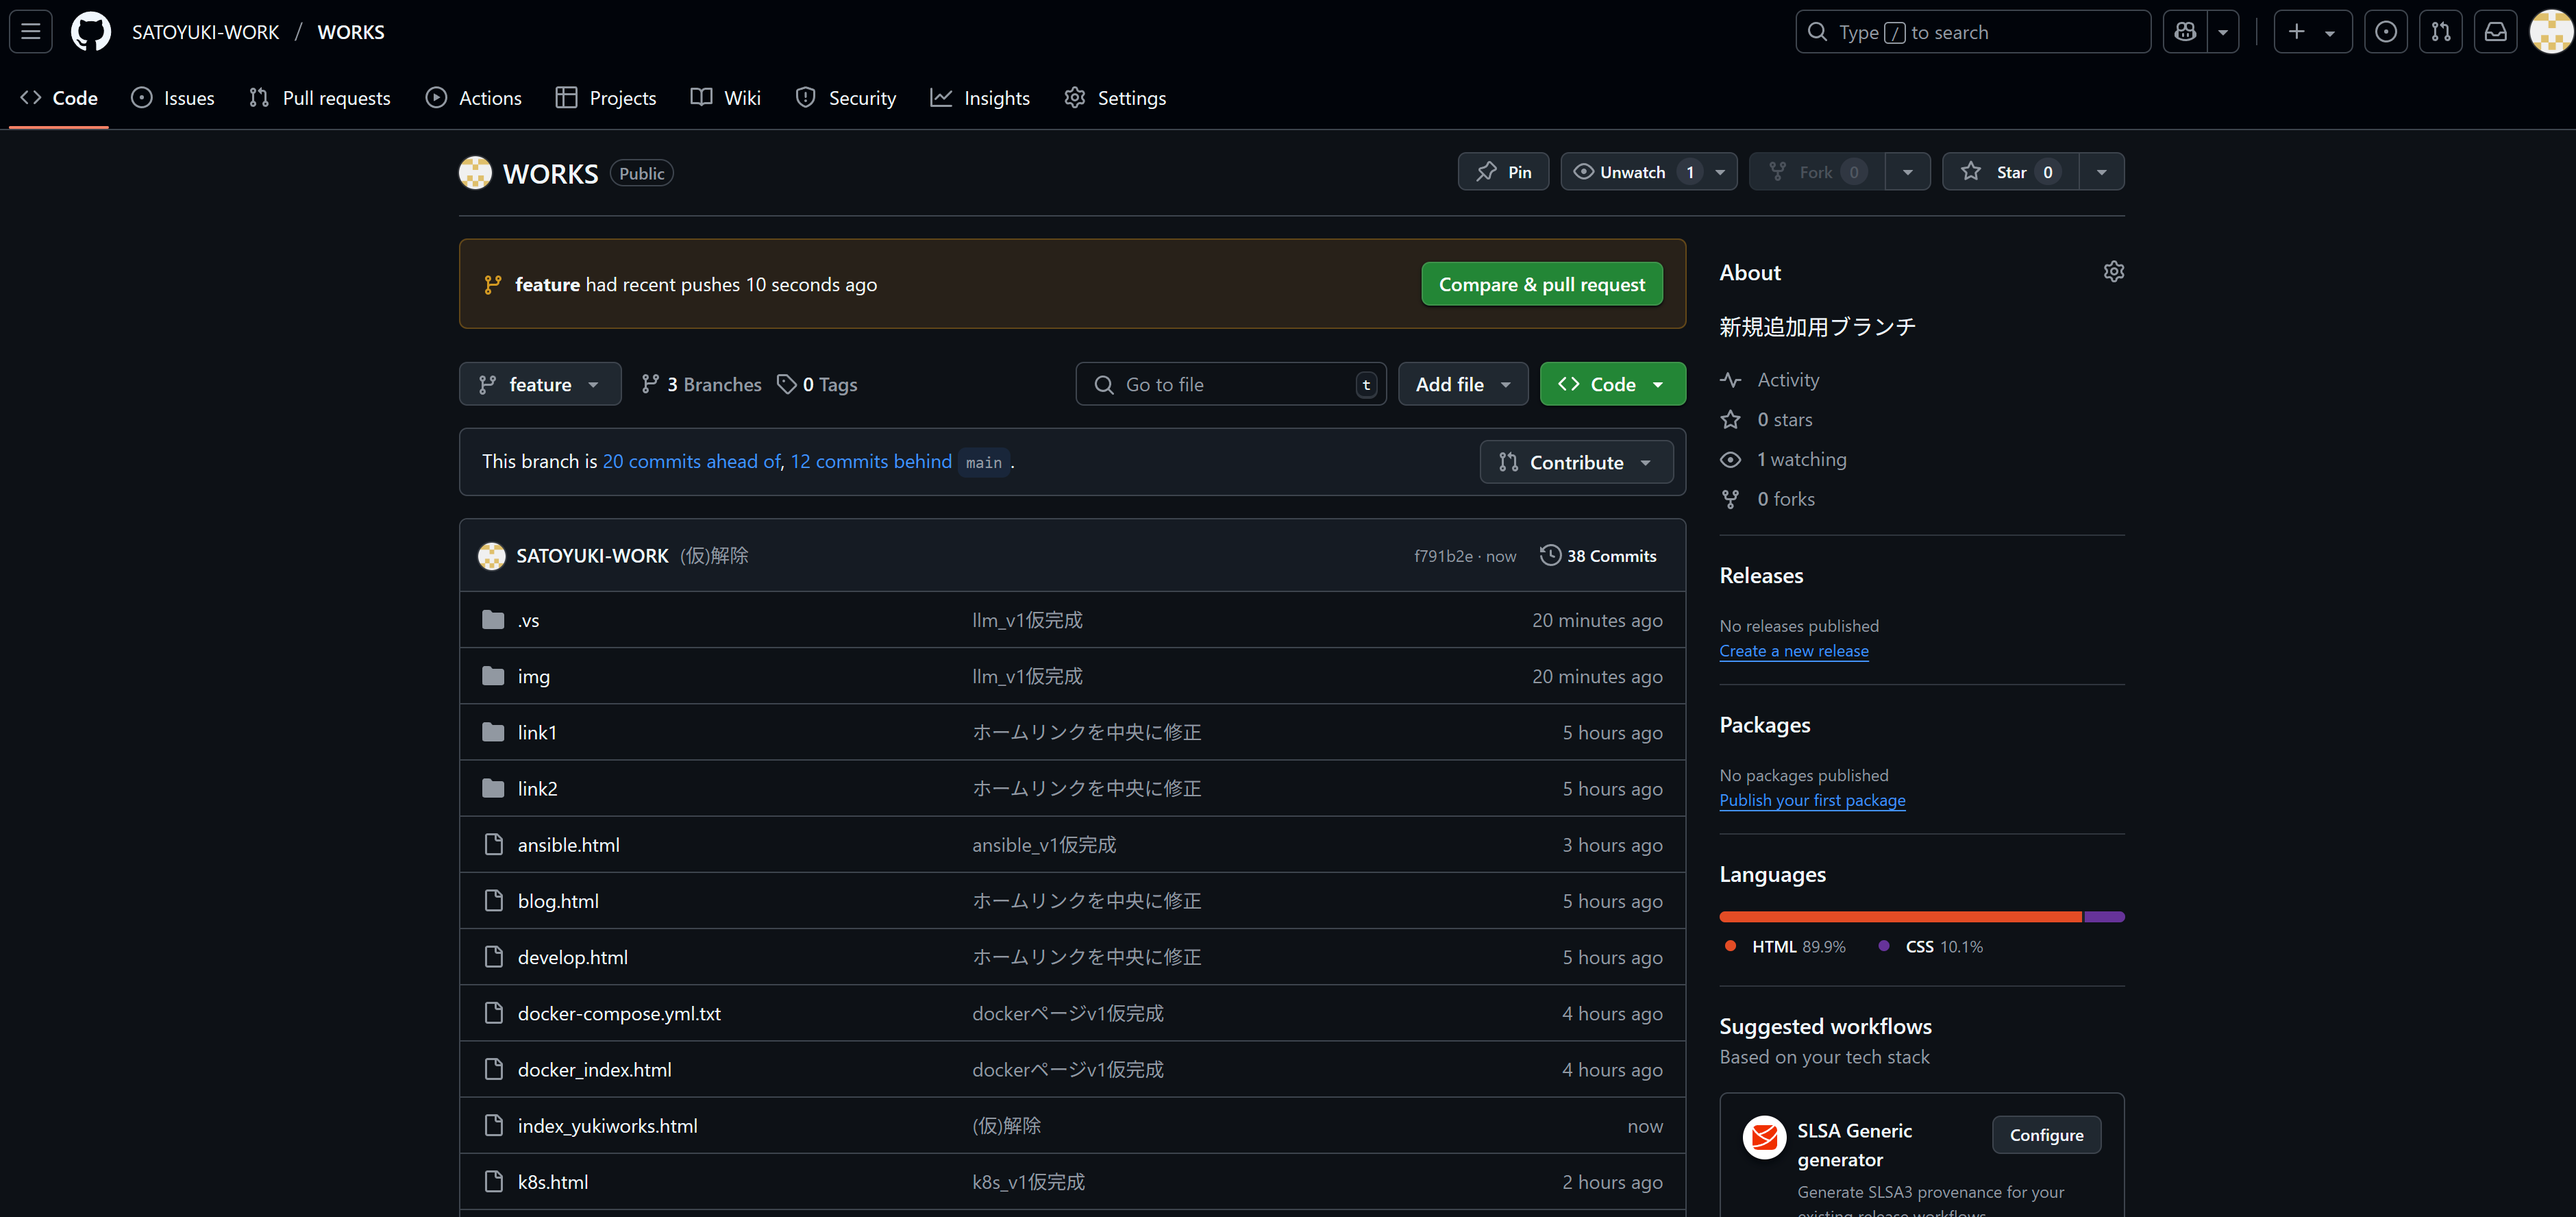 SATOYUKI-WORK / WORKS
Type / to search
Code Issues Pull requests Actions Projects Wiki Security Insights Settings
WORKS Public
Pin Unwatch 1 Fork 0 Star 0
feature had recent pushes 10 seconds ago
Compare & pull request
feature 3 Branches 0 Tags
Go to file t
Add file
Code
This branch is 20 commits ahead of, 12 commits behind main .
Contribute
SATOYUKI-WORK (仮)解除 f791b2e · now 38 Commits
.vs llm_v1仮完成 20 minutes ago
img llm_v1仮完成 20 minutes ago
link1 ホームリンクを中央に修正 5 hours ago
link2 ホームリンクを中央に修正 5 hours ago
ansible.html ansible_v1仮完成 3 hours ago
blog.html ホームリンクを中央に修正 5 hours ago
develop.html ホームリンクを中央に修正 5 hours ago
docker-compose.yml.txt dockerページv1仮完成 4 hours ago
docker_index.html dockerページv1仮完成 4 hours ago
index_yukiworks.html (仮)解除 now
k8s.html k8s_v1仮完成 2 hours ago
About
新規追加用ブランチ
Activity
0 stars
1 watching
0 forks
Releases
No releases published
Create a new release
Packages
No packages published
Publish your first package
Languages
HTML 89.9% CSS 10.1%
Suggested workflows
Based on your tech stack
SLSA Generic
generator
Configure
Generate SLSA3 provenance for your
existing release workflows